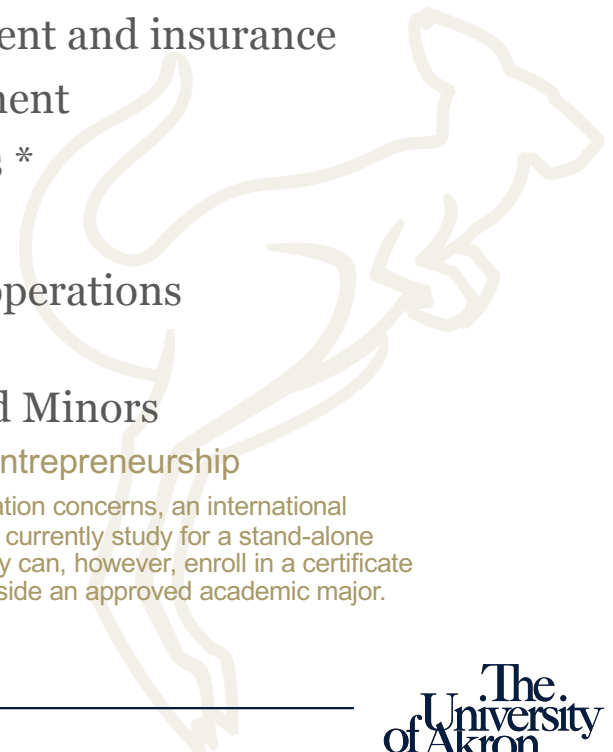 ent and insurance
ment
s *
operations
d Minors
ntrepreneurship
ation concerns, an international
currently study for a stand-alone
y can, however, enroll in a certificate
side an approved academic major.
The
University
of Akron